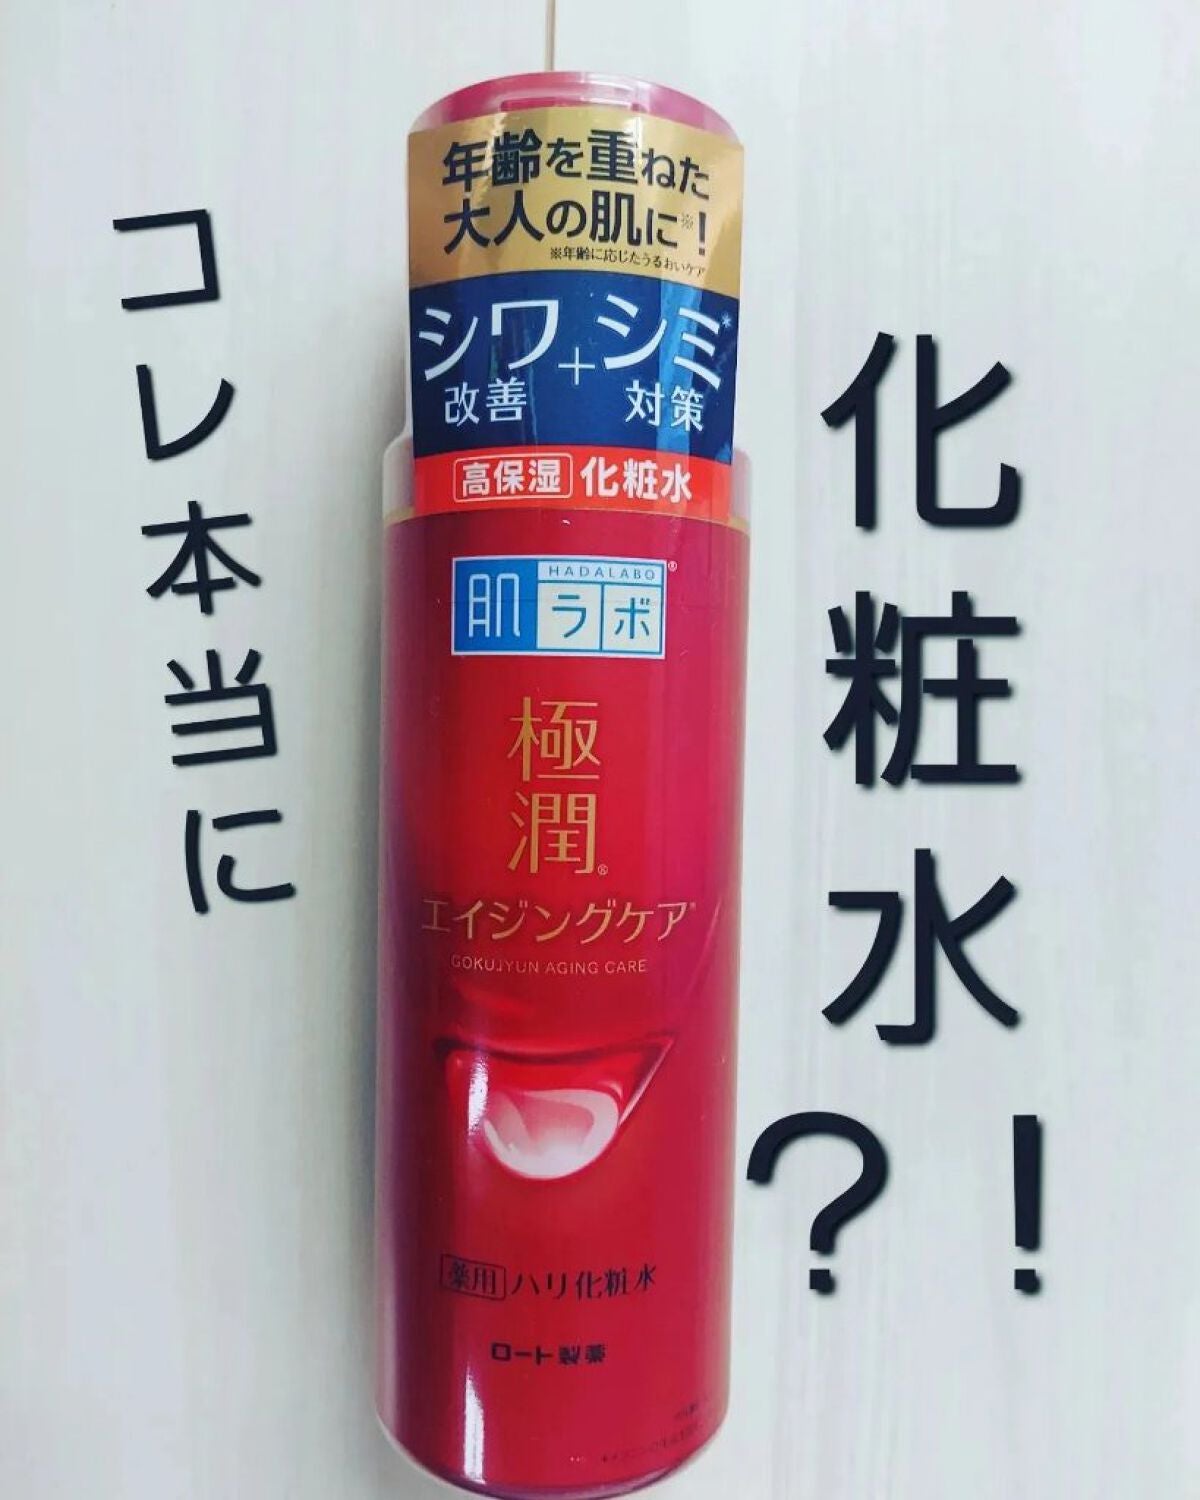 コレ本当に
化粧水
？！
年齢を重ねた
大人の肌に※！
※年齢に応じたうるおいケア
シワ+シミ*
改善 対策
高保湿 化粧水
HADALABO®
肌ラボ
極潤®
エイジングケア*
GOKUJYUN AGING CARE
薬用 ハリ化粧水
ロート製薬